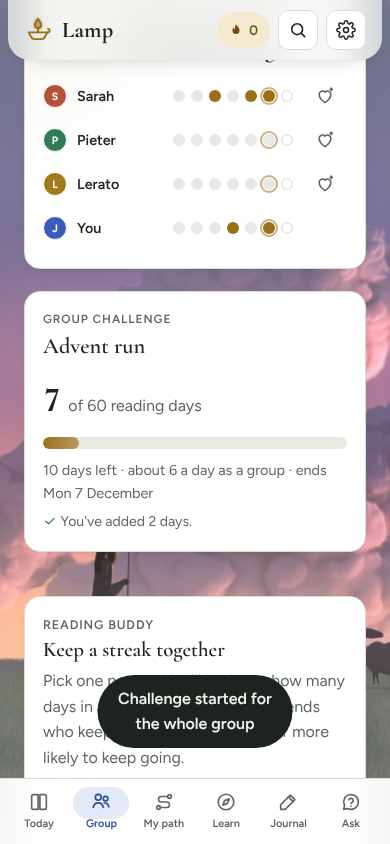 Lamp
0
S Sarah
P Pieter
L Lerato
Y You
GROUP CHALLENGE
Advent run
7 of 60 reading days
10 days left · about 6 a day as a group · ends
Mon 7 December
✓ You've added 2 days.
READING BUDDY
Keep a streak together
Pick one how many
days in
who keep more
likely to keep going.
Challenge started for
the whole group
Today
Group
My path
Learn
Journal
Ask